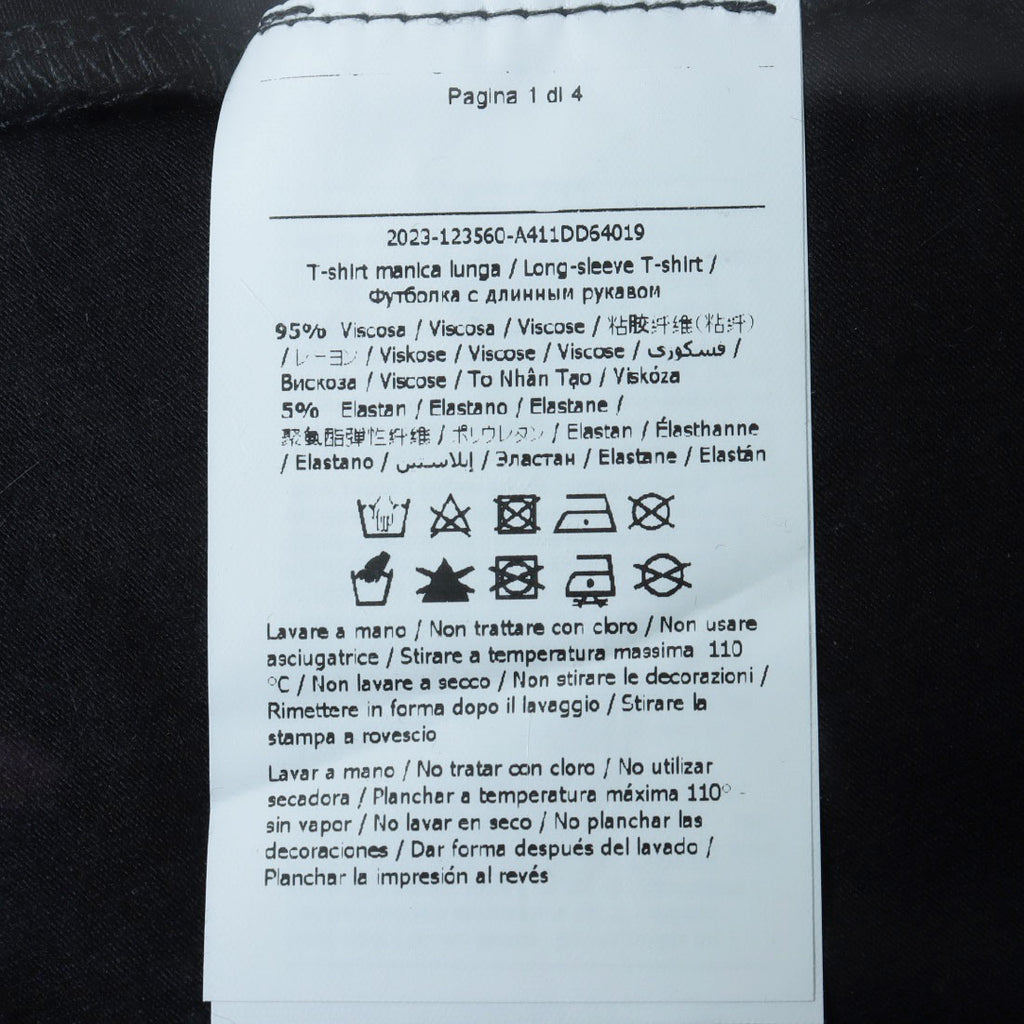 Pagina 1 di 4
2023-123560-A411DD64019
T-shirt manica lunga / Long-sleeve T-shirt /
Футболка с длинным рукавом
95% Viscosa / Viscosa / Viscose / 粘胶纤维(粘纤)
/ レーヨン / Viskose / Viscose / Viscose / فسكوري /
Вискоза / Viscose / To Nhân Tạo / Viskóza
5% Elastan / Elastano / Elastane /
聚氨酯弹性纤维 / ポリウレタン / Elastan / Élasthanne
/ Elastano / إيلاستيس / Эластан / Elastane / Elastán
Lavare a mano / Non trattare con cloro / Non usare
asciugatrice / Stirare a temperatura massima 110
°C / Non lavare a secco / Non stirare le decorazioni /
Rimettere in forma dopo il lavaggio / Stirare la
stampa a rovescio
Lavar a mano / No tratar con cloro / No utilizar
secadora / Planchar a temperatura máxima 110° -
sin vapor / No lavar en seco / No planchar las
decoraciones / Dar forma después del lavado /
Planchar la impresión al revés